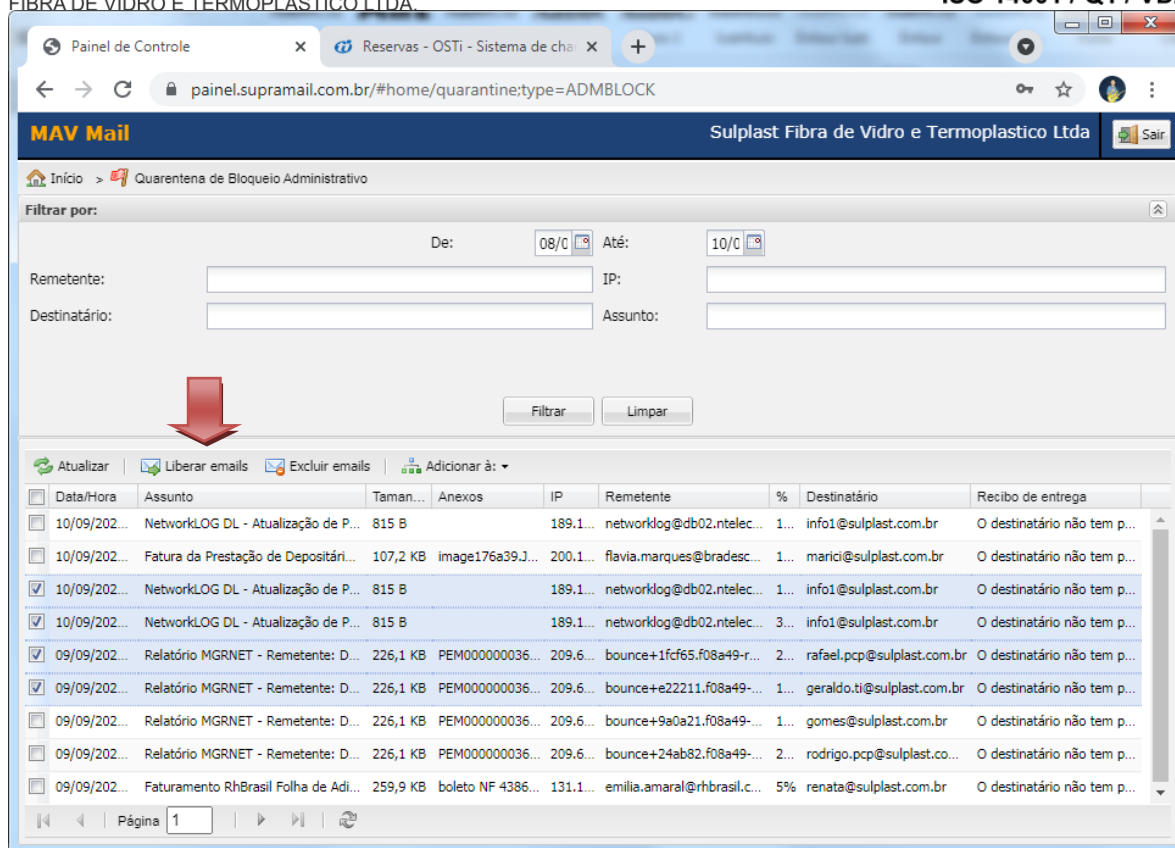 FIBRA DE VIDRO E TERMOPLASTICO LTDA.
ISO 14001 / QT / VDA
Painel de Controle
Reservas - OSTi - Sistema de cha
painel.supramail.com.br/#home/quarantine;type=ADMBLOCK
MAV Mail Sulplast Fibra de Vidro e Termoplastico Ltda Sair
Início > Quarentena de Bloqueio Administrativo
Filtrar por:
De: 08/0 Até: 10/0
Remetente: IP:
Destinatário: Assunto:
Filtrar Limpar
Atualizar Liberar emails Excluir emails Adicionar à:
Data/Hora Assunto Taman... Anexos IP Remetente % Destinatário Recibo de entrega
10/09/202... NetworkLOG DL - Atualização de P... 815 B 189.1... networklog@db02.ntelec... 1... info1@sulplast.com.br O destinatário não tem p...
10/09/202... Fatura da Prestação de Depositári... 107,2 KB image176a39.J... 200.1... flavia.marques@bradesc... 1... marici@sulplast.com.br O destinatário não tem p...
10/09/202... NetworkLOG DL - Atualização de P... 815 B 189.1... networklog@db02.ntelec... 1... info1@sulplast.com.br O destinatário não tem p...
10/09/202... NetworkLOG DL - Atualização de P... 815 B 189.1... networklog@db02.ntelec... 3... info1@sulplast.com.br O destinatário não tem p...
09/09/202... Relatório MGRNET - Remetente: D... 226,1 KB PEM000000036... 209.6... bounce+1fcf65.f08a49-r... 2... rafael.pcp@sulplast.com.br O destinatário não tem p...
09/09/202... Relatório MGRNET - Remetente: D... 226,1 KB PEM000000036... 209.6... bounce+e22211.f08a49-... 1... geraldo.ti@sulplast.com.br O destinatário não tem p...
09/09/202... Relatório MGRNET - Remetente: D... 226,1 KB PEM000000036... 209.6... bounce+9a0a21.f08a49-... 1... gomes@sulplast.com.br O destinatário não tem p...
09/09/202... Relatório MGRNET - Remetente: D... 226,1 KB PEM000000036... 209.6... bounce+24ab82.f08a49-... 2... rodrigo.pcp@sulplast.co... O destinatário não tem p...
09/09/202... Faturamento RhBrasil Folha de Adi... 259,9 KB boleto NF 4386... 131.1... emilia.amaral@rhbrasil.c... 5% renata@sulplast.com.br O destinatário não tem p...
Página 1